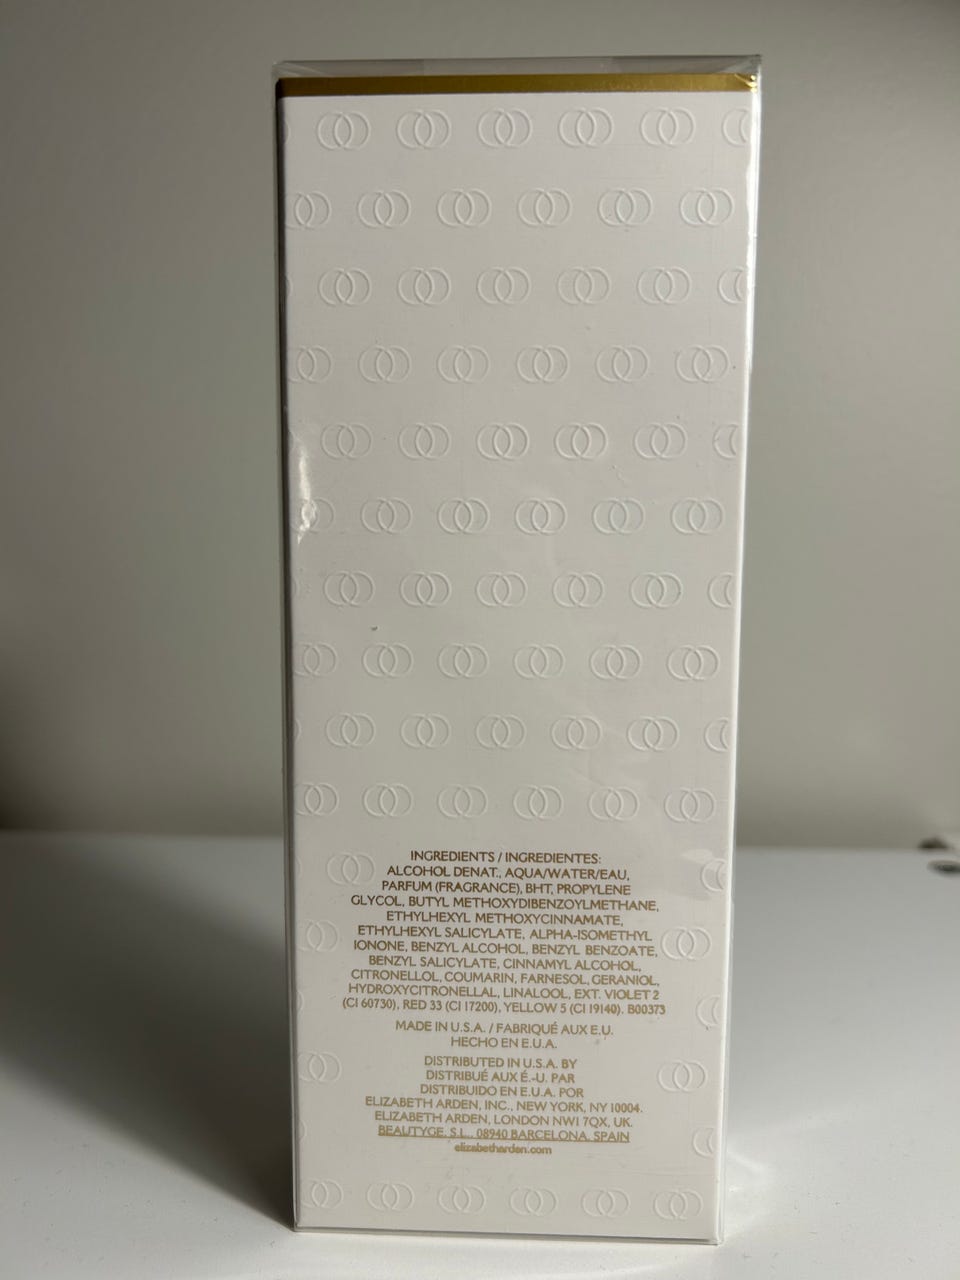 INGREDIENTS / INGREDIENTES:
ALCOHOL DENAT., AQUA/WATER/EAU,
PARFUM (FRAGRANCE), BHT, PROPYLENE
GLYCOL, BUTYL METHOXYDIBENZOYLMETHANE,
ETHYLHEXYL METHOXYCINNAMATE,
ETHYLHEXYL SALICYLATE, ALPHA-ISOMETHYL
IONONE, BENZYL ALCOHOL, BENZYL BENZOATE,
BENZYL SALICYLATE, CINNAMYL ALCOHOL,
CITRONELLOL, COUMARIN, FARNESOL, GERANIOL,
HYDROXYCITRONELLAL, LINALOOL, EXT. VIOLET 2
(CI 60730), RED 33 (CI 17200), YELLOW 5 (CI 19140). B00373
MADE IN U.S.A. / FABRIQUÉ AUX E.U.
HECHO EN E.U.A.
DISTRIBUTED IN U.S.A. BY
DISTRIBUÉ AUX É.-U. PAR
DISTRIBUIDO EN E.U.A. POR
ELIZABETH ARDEN, INC., NEW YORK, NY 10004.
ELIZABETH ARDEN, LONDON NW1 7QX, UK.
BEAUTYGE, S.L., 08940 BARCELONA, SPAIN
elizabetharden.com